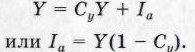 Y = C_yY + I_a
или I_a = Y(1 − C_y).